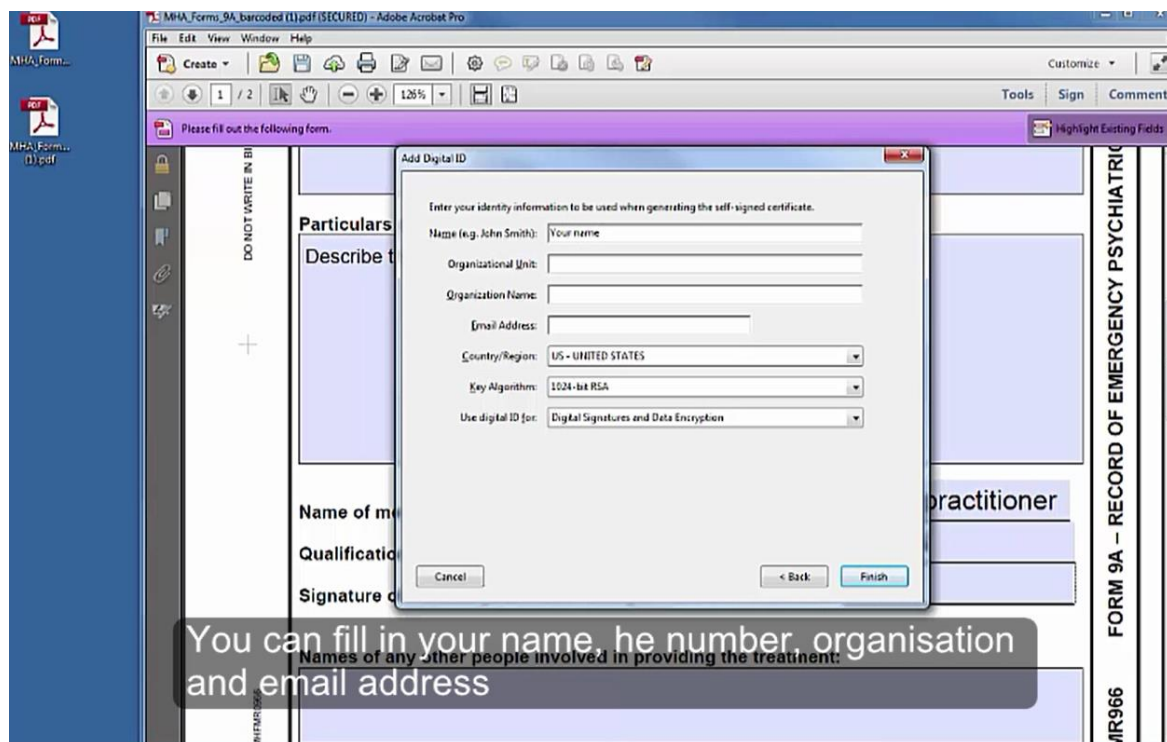 MHA_Forms_9A_barcoded (1).pdf (SECURED) - Adobe Acrobat Pro
File Edit View Window Help
MHA_Form...
Create
Customize
1 / 2
126%
Tools Sign Comment
Please fill out the following form.
Highlight Existing Fields
MHA_Form...
(1).pdf
DO NOT WRITE IN BI
Add Digital ID
Enter your identity information to be used when generating the self-signed certificate.
Name (e.g. John Smith): Your name
Organizational Unit:
Organization Name:
Email Address:
Country/Region: US - UNITED STATES
Key Algorithm: 1024-bit RSA
Use digital ID for: Digital Signatures and Data Encryption
Cancel
< Back
Finish
Particulars
Describe t
Name of m
practitioner
Qualificatio
Signature o
Names of any other people involved in providing the treatment:
You can fill in your name, he number, organisation
and email address
FORM 9A – RECORD OF EMERGENCY PSYCHIATRIC
MR966
HFMR0966